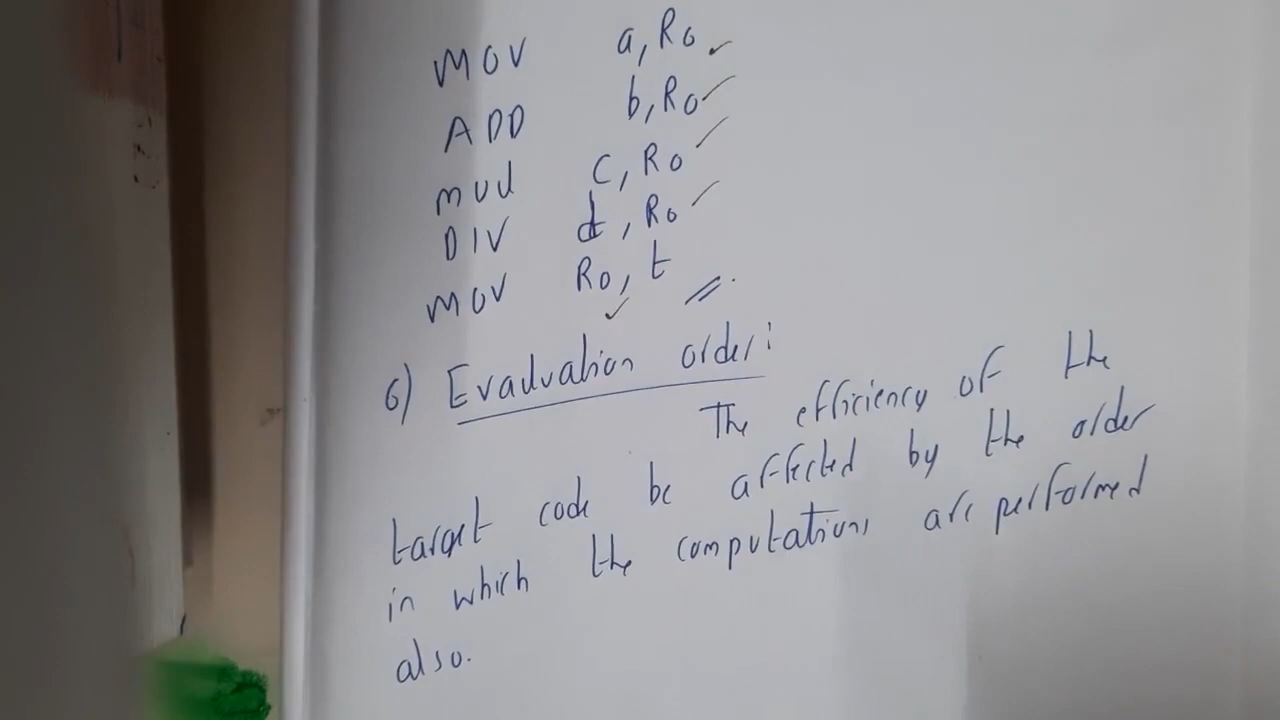 MOV a, R0
ADD b, R0
MUL C, R0
DIV d, R0
MOV R0, t
6) Evaluation order:
The efficiency of the
target code be affected by the order
in which the computations are performed
also.